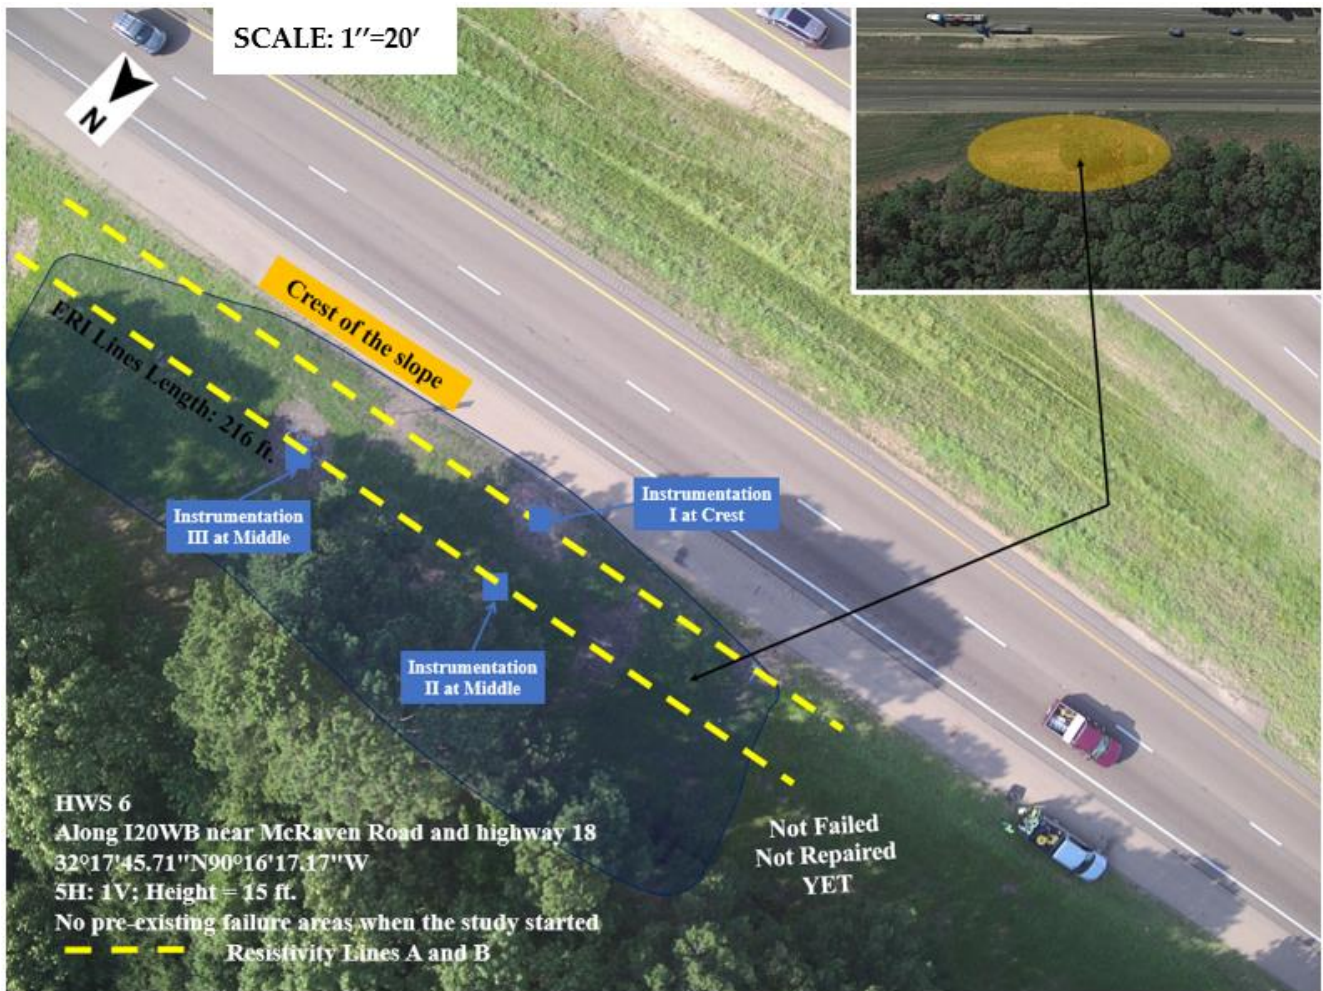 SCALE: 1″=20′
N
Crest of the slope
ERI Lines Length: 216 ft.
Instrumentation
I at Crest
Instrumentation
III at Middle
Instrumentation
II at Middle
HWS 6
Along I20WB near McRaven Road and highway 18
32°17'45.71"N90°16'17.17"W
5H: 1V; Height = 15 ft.
No pre-existing failure areas when the study started
Resistivity Lines A and B
Not Failed
Not Repaired
YET